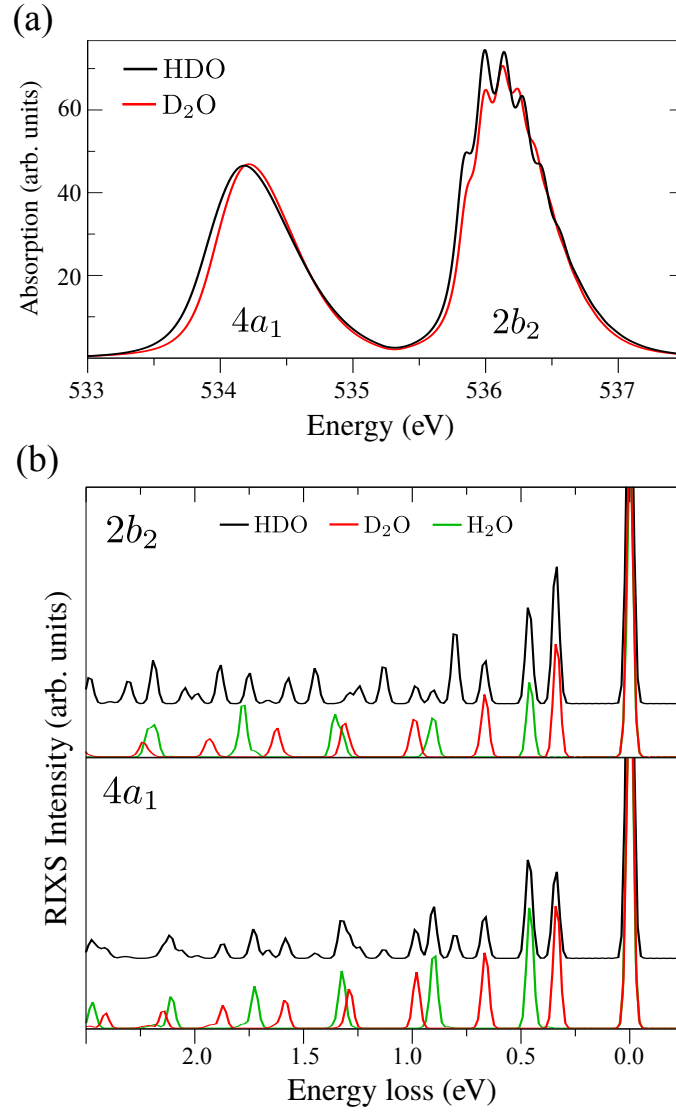 (a)
HDO
D₂O
Absorption (arb. units)
60
40
20
4a₁
2b₂
533
534
535
536
537
Energy (eV)
(b)
2b₂
HDO
D₂O
H₂O
RIXS Intensity (arb. units)
4a₁
2.0
1.5
1.0
0.5
0.0
Energy loss (eV)